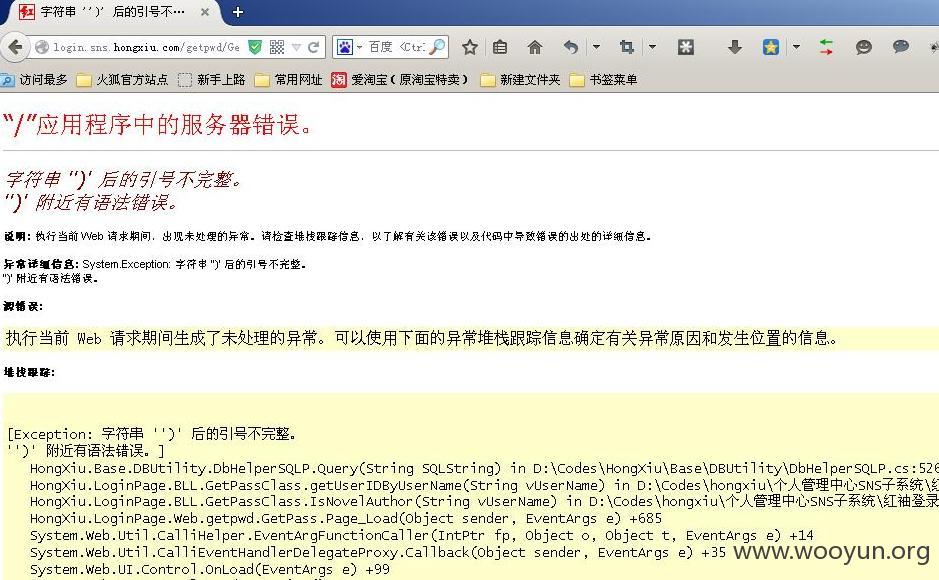 字符串 '')' 后的引号不…
login.sns.hongxiu.com/getpwd/Ge
百度 <Ctr
访问最多 火狐官方站点 新手上路 常用网址 淘 爱淘宝（原淘宝特卖） 新建文件夹 书签菜单
“/”应用程序中的服务器错误。
字符串 '')' 后的引号不完整。
'')' 附近有语法错误。
说明: 执行当前 Web 请求期间，出现未处理的异常。请检查堆栈跟踪信息，以了解有关该错误以及代码中导致错误的出处的详细信息。
异常详细信息: System.Exception: 字符串 '')' 后的引号不完整。
'')' 附近有语法错误。
源错误:
执行当前 Web 请求期间生成了未处理的异常。可以使用下面的异常堆栈跟踪信息确定有关异常原因和发生位置的信息。
堆栈跟踪:
[Exception: 字符串 '')' 后的引号不完整。
'')' 附近有语法错误。]
HongXiu.Base.DBUtility.DbHelperSQLP.Query(String SQLString) in D:\Codes\HongXiu\Base\DBUtility\DbHelperSQLP.cs:526
HongXiu.LoginPage.BLL.GetPassClass.getUserIDByUserName(String vUserName) in D:\Codes\hongxiu\个人管理中心SNS子系统\红
HongXiu.LoginPage.BLL.GetPassClass.IsNovelAuthor(String vUserName) in D:\Codes\hongxiu\个人管理中心SNS子系统\红袖登录
HongXiu.LoginPage.Web.getpwd.GetPass.Page_Load(Object sender, EventArgs e) +685
System.Web.Util.CalliHelper.EventArgFunctionCaller(IntPtr fp, Object o, Object t, EventArgs e) +14
System.Web.Util.CalliEventHandlerDelegateProxy.Callback(Object sender, EventArgs e) +35
www.wooyun.org
System.Web.UI.Control.OnLoad(EventArgs e) +99